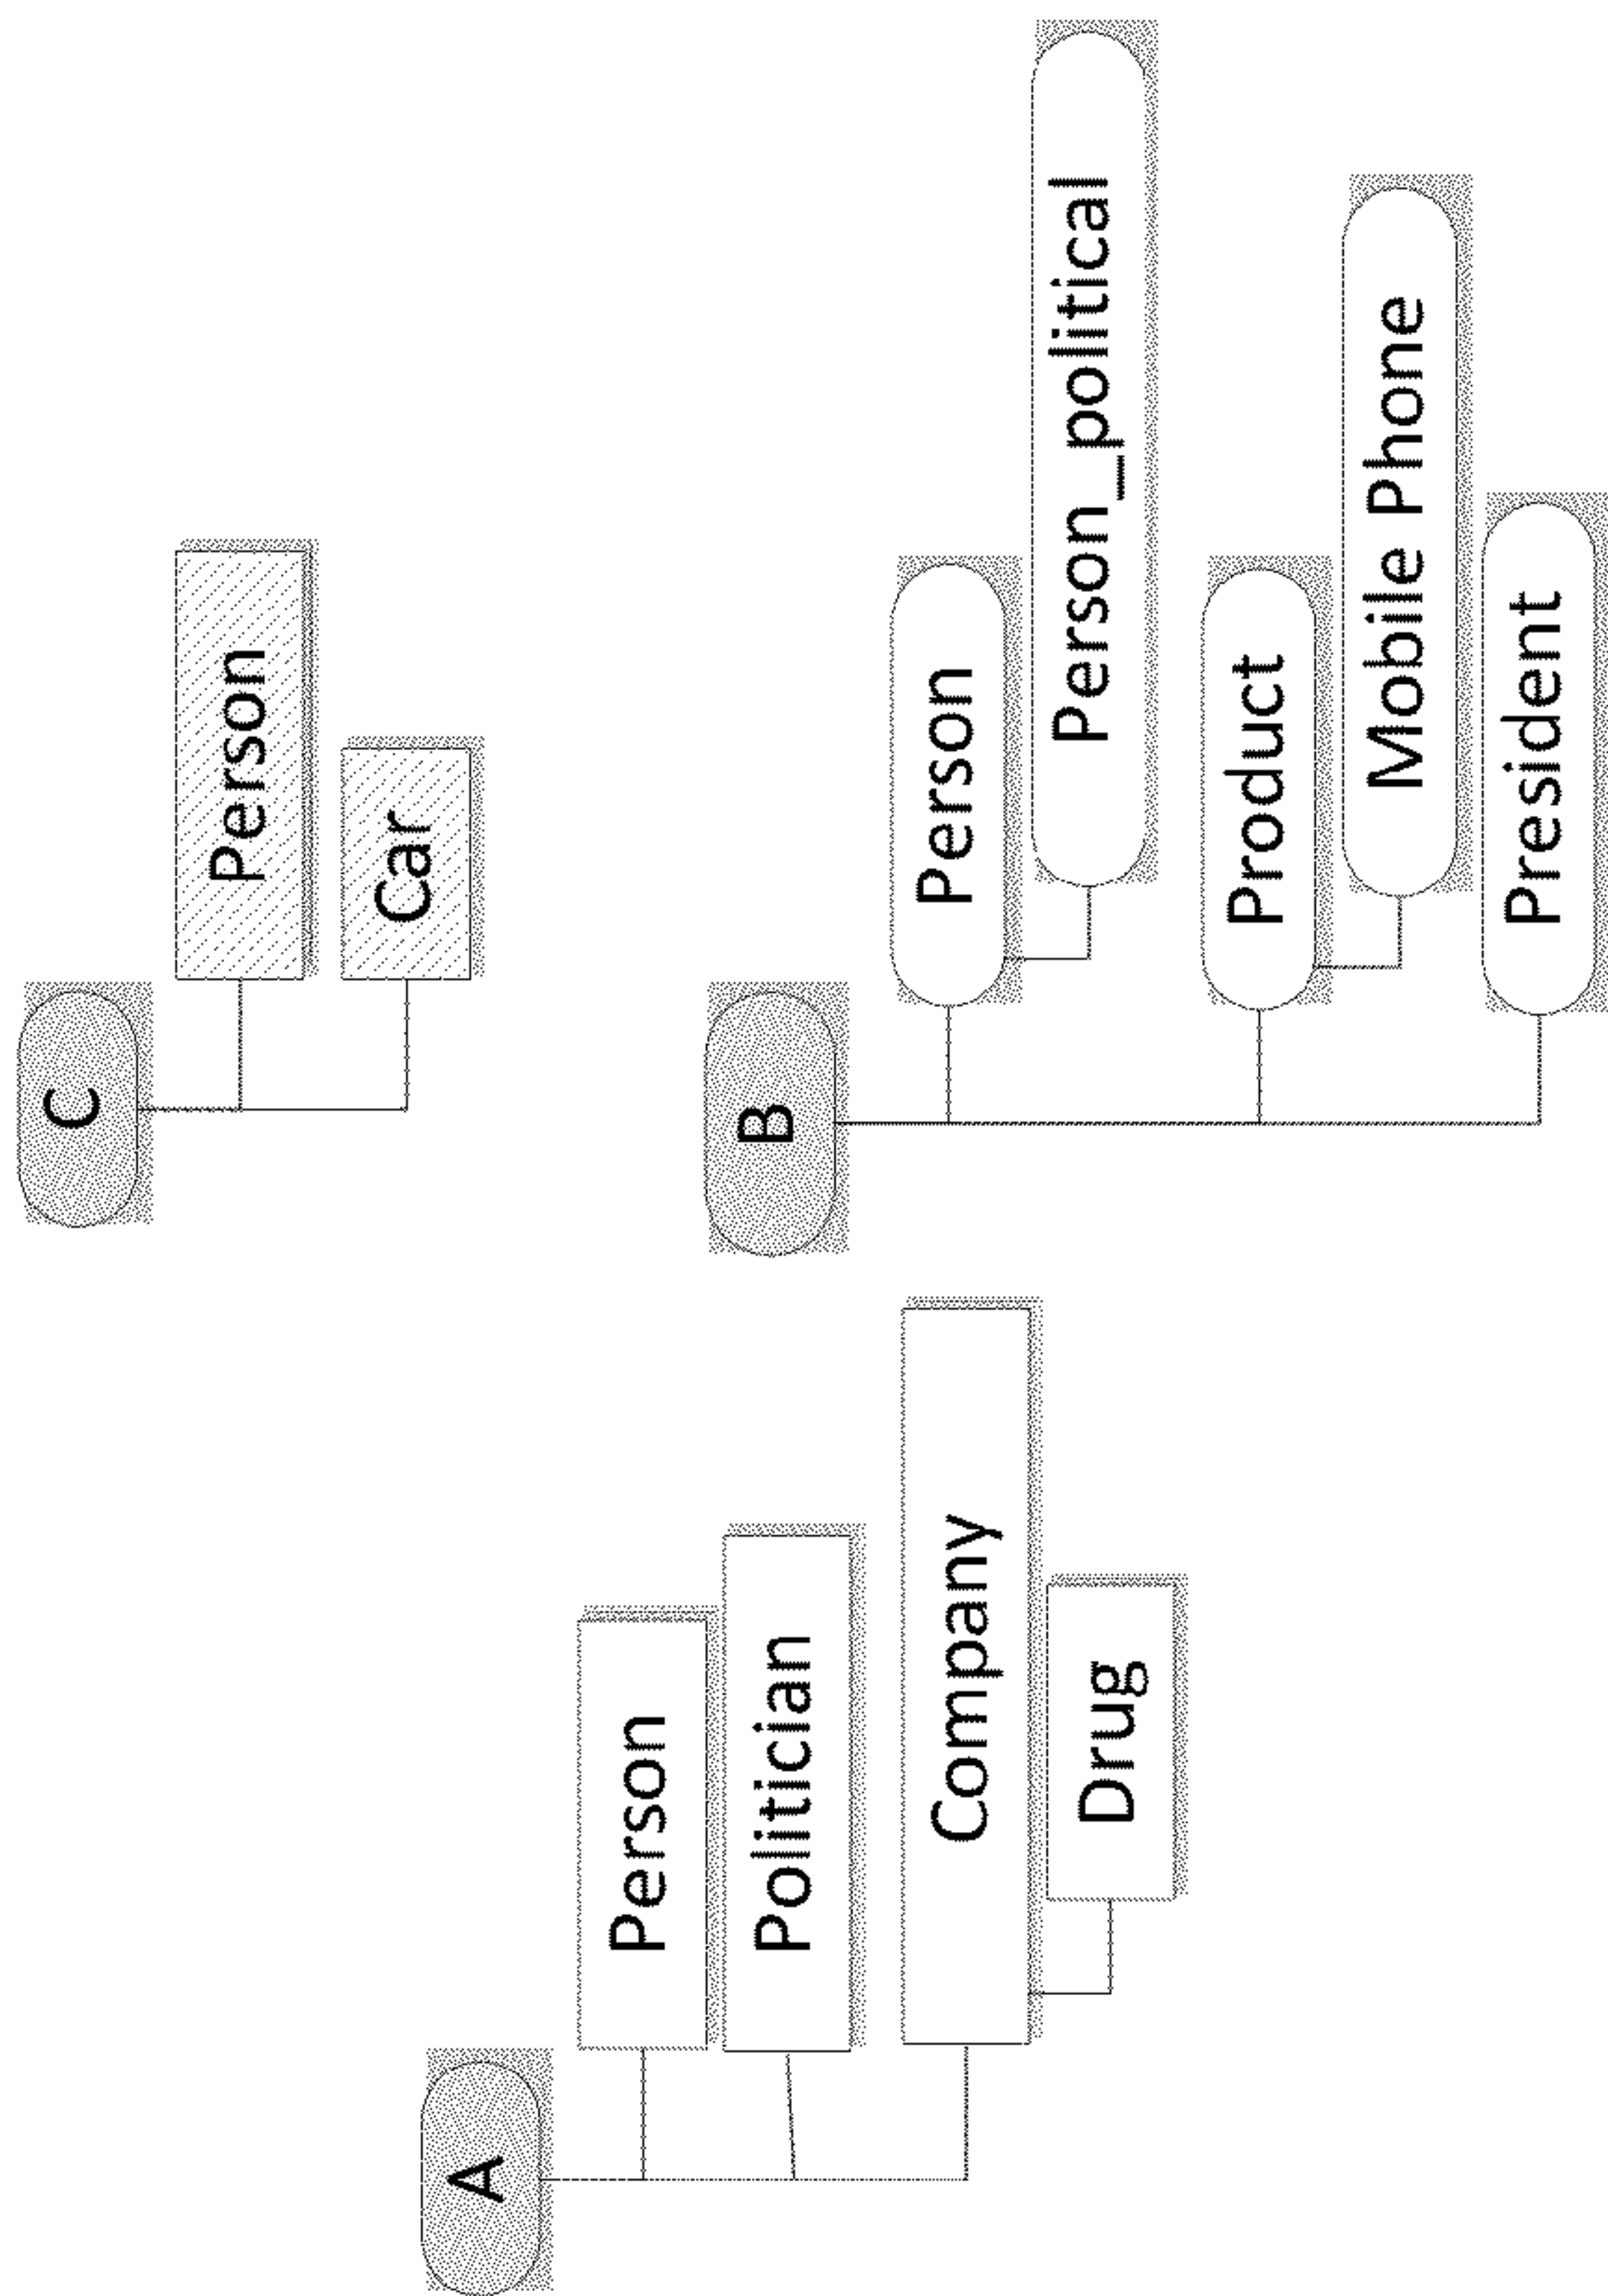 A
Person
Politician
Company
Drug
C
Person
Car
B
Person
Person_political
Product
Mobile Phone
President